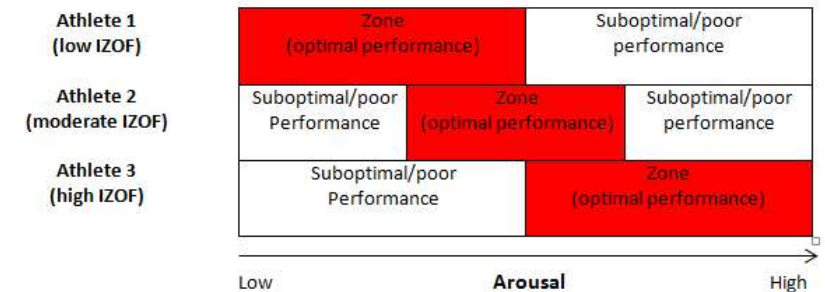 Athlete 1
(low IZOF)
Zone
(optimal performance)
Suboptimal/poor
performance
Athlete 2
(moderate IZOF)
Suboptimal/poor
Performance
Zone
(optimal performance)
Suboptimal/poor
performance
Athlete 3
(high IZOF)
Suboptimal/poor
Performance
Zone
(optimal performance)
Low
Arousal
High